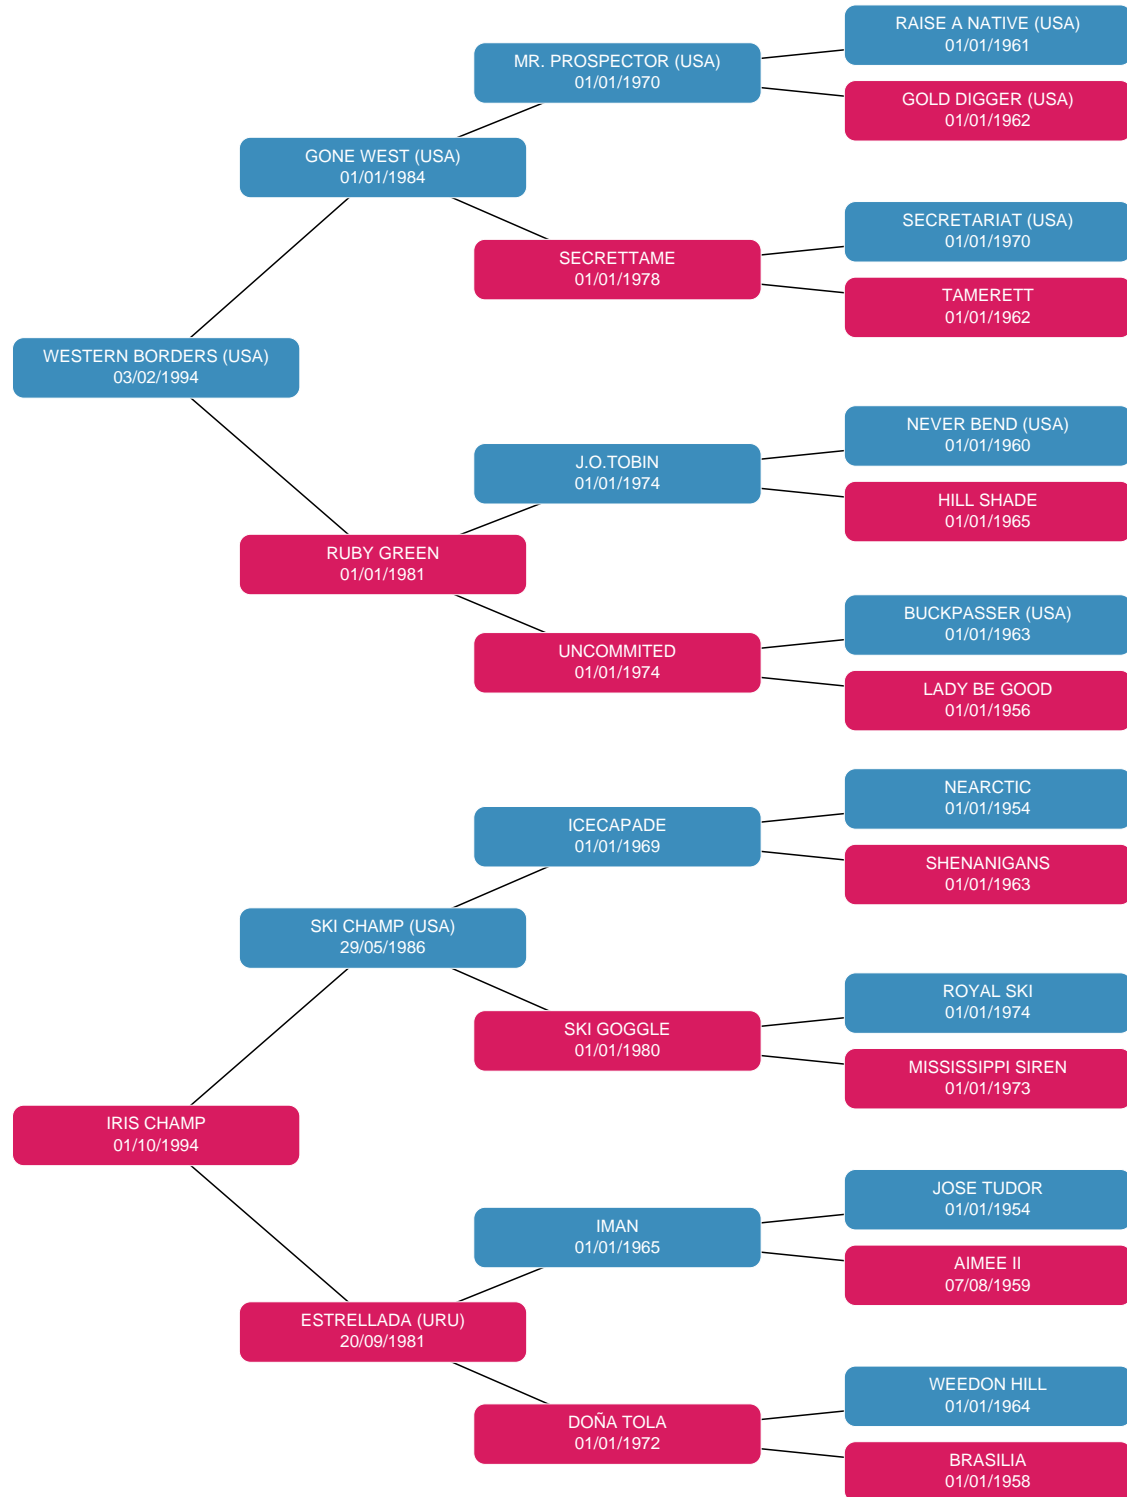 RAISE A NATIVE (USA)
01/01/1961
MR. PROSPECTOR (USA)
01/01/1970
GOLD DIGGER (USA)
01/01/1962
GONE WEST (USA)
01/01/1984
SECRETARIAT (USA)
01/01/1970
SECRETTAME
01/01/1978
TAMERETT
01/01/1962
WESTERN BORDERS (USA)
03/02/1994
NEVER BEND (USA)
01/01/1960
J.O.TOBIN
01/01/1974
HILL SHADE
01/01/1965
RUBY GREEN
01/01/1981
BUCKPASSER (USA)
01/01/1963
UNCOMMITED
01/01/1974
LADY BE GOOD
01/01/1956
NEARCTIC
01/01/1954
ICECAPADE
01/01/1969
SHENANIGANS
01/01/1963
SKI CHAMP (USA)
29/05/1986
ROYAL SKI
01/01/1974
SKI GOGGLE
01/01/1980
MISSISSIPPI SIREN
01/01/1973
IRIS CHAMP
01/10/1994
JOSE TUDOR
01/01/1954
IMAN
01/01/1965
AIMEE II
07/08/1959
ESTRELLADA (URU)
20/09/1981
WEEDON HILL
01/01/1964
DOÑA TOLA
01/01/1972
BRASILIA
01/01/1958